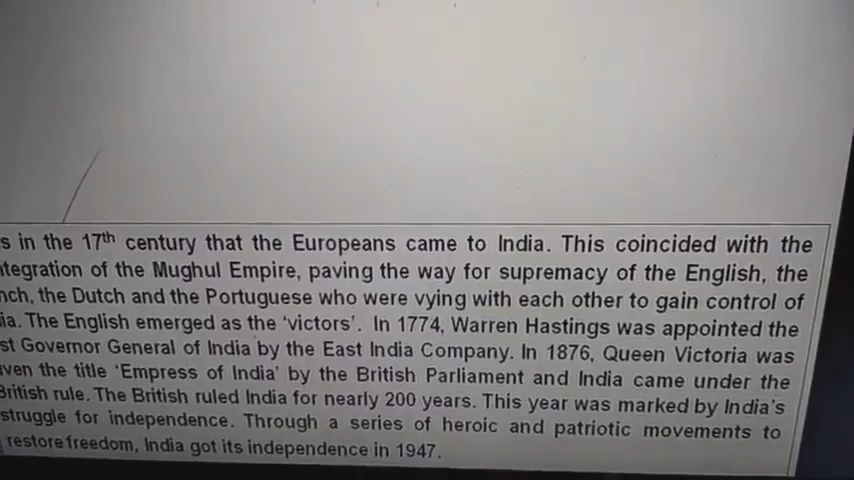 s in the 17th century that the Europeans came to India. This coincided with the
ntegration of the Mughul Empire, paving the way for supremacy of the English, the
nch, the Dutch and the Portuguese who were vying with each other to gain control of
ia. The English emerged as the ‘victors’. In 1774, Warren Hastings was appointed the
st Governor General of India by the East India Company. In 1876, Queen Victoria was
ven the title ‘Empress of India’ by the British Parliament and India came under the
British rule. The British ruled India for nearly 200 years. This year was marked by India’s
struggle for independence. Through a series of heroic and patriotic movements to
restore freedom, India got its independence in 1947.